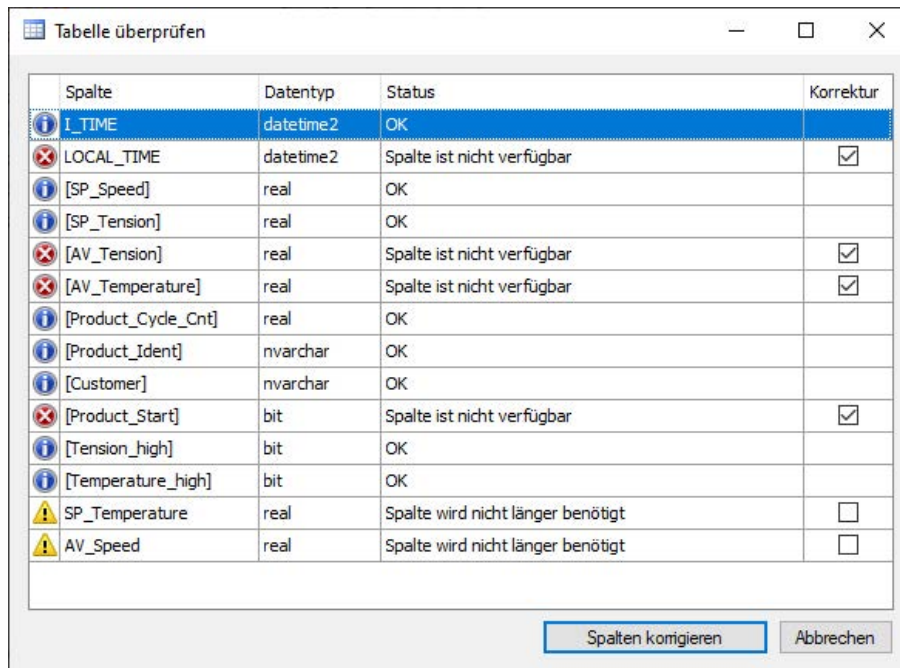 Tabelle überprüfen
Spalte Datentyp Status Korrektur
I_TIME datetime2 OK
LOCAL_TIME datetime2 Spalte ist nicht verfügbar
[SP_Speed] real OK
[SP_Tension] real OK
[AV_Tension] real Spalte ist nicht verfügbar
[AV_Temperature] real Spalte ist nicht verfügbar
[Product_Cycle_Cnt] real OK
[Product_Ident] nvarchar OK
[Customer] nvarchar OK
[Product_Start] bit Spalte ist nicht verfügbar
[Tension_high] bit OK
[Temperature_high] bit OK
SP_Temperature real Spalte wird nicht länger benötigt
AV_Speed real Spalte wird nicht länger benötigt
Spalten korrigieren Abbrechen